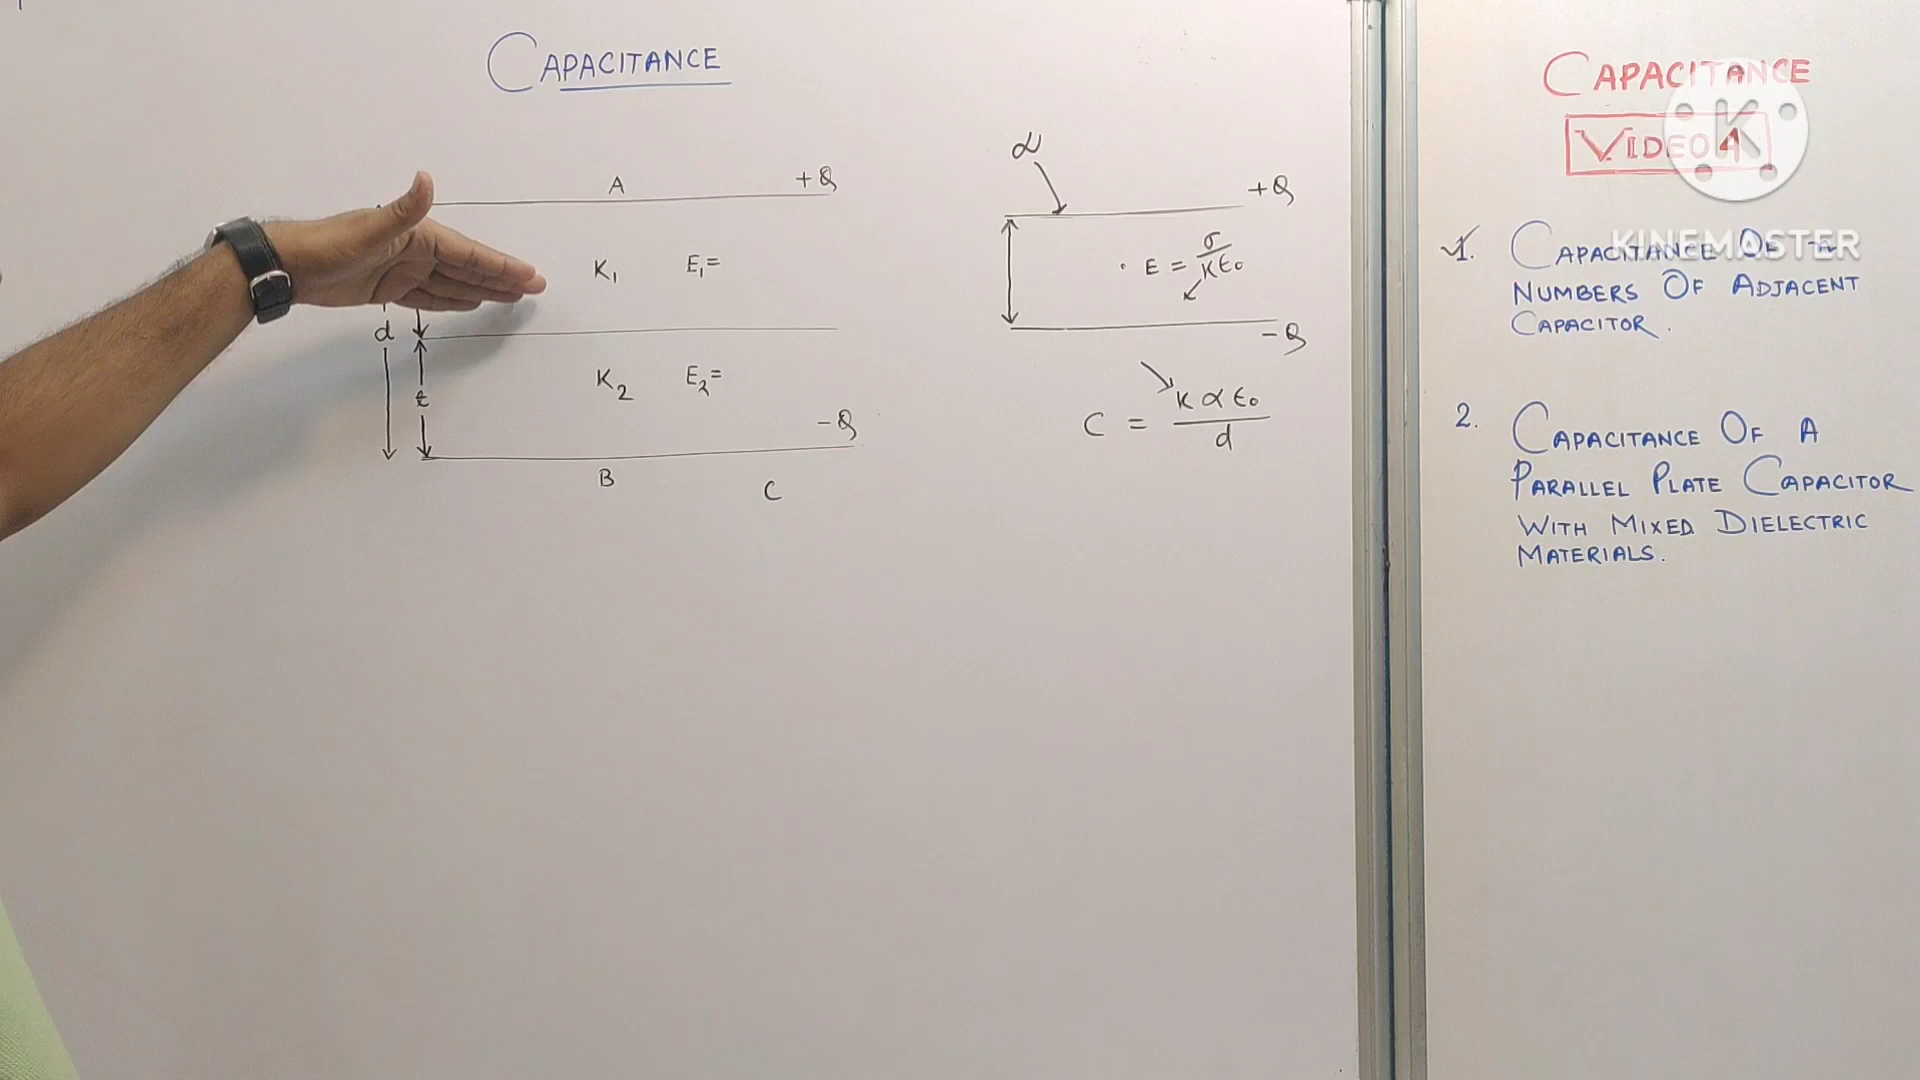 CAPACITANCE
A
+Q
K₁
E₁=
d
K₂
E₂=
t
-Q
B
C
α
+Q
E = σ/Kε₀
-Q
C = Kαε₀/d
CAPACITANCE
VIDEO 4
K
KINEMASTER
1. CAPACITANCE OF A
NUMBERS OF ADJACENT
CAPACITOR.
2. CAPACITANCE OF A
PARALLEL PLATE CAPACITOR
WITH MIXED DIELECTRIC
MATERIALS.